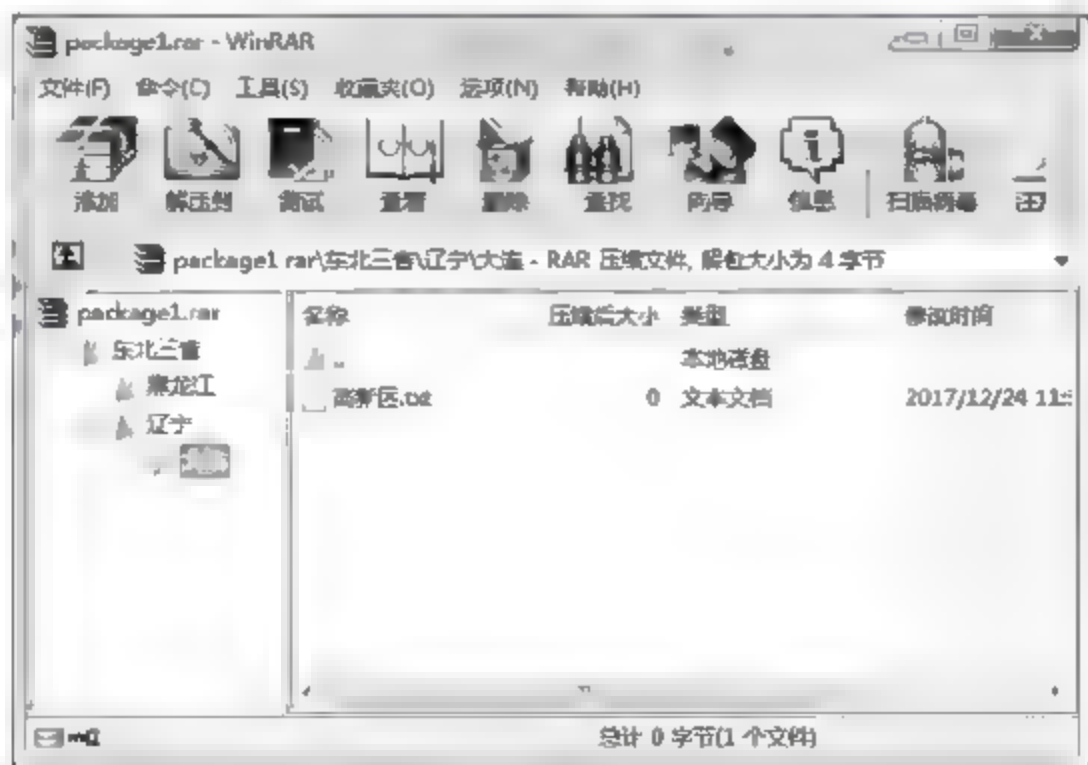 package1.rar - WinRAR
文件(F) 命令(C) 工具(S) 收藏夹(O) 选项(N) 帮助(H)
添加 解压到 测试 查看 删除 查找 向导 信息 扫描病毒
package1.rar\东北三省\辽宁\大连 - RAR 压缩文件, 解包大小为 4 字节
package1.rar
东北三省
黑龙江
辽宁
名称 压缩后大小 类型 修改时间
.. 本地磁盘
高新区.txt 0 文本文档 2017/12/24 11:5
总计 0 字节(1 个文件)